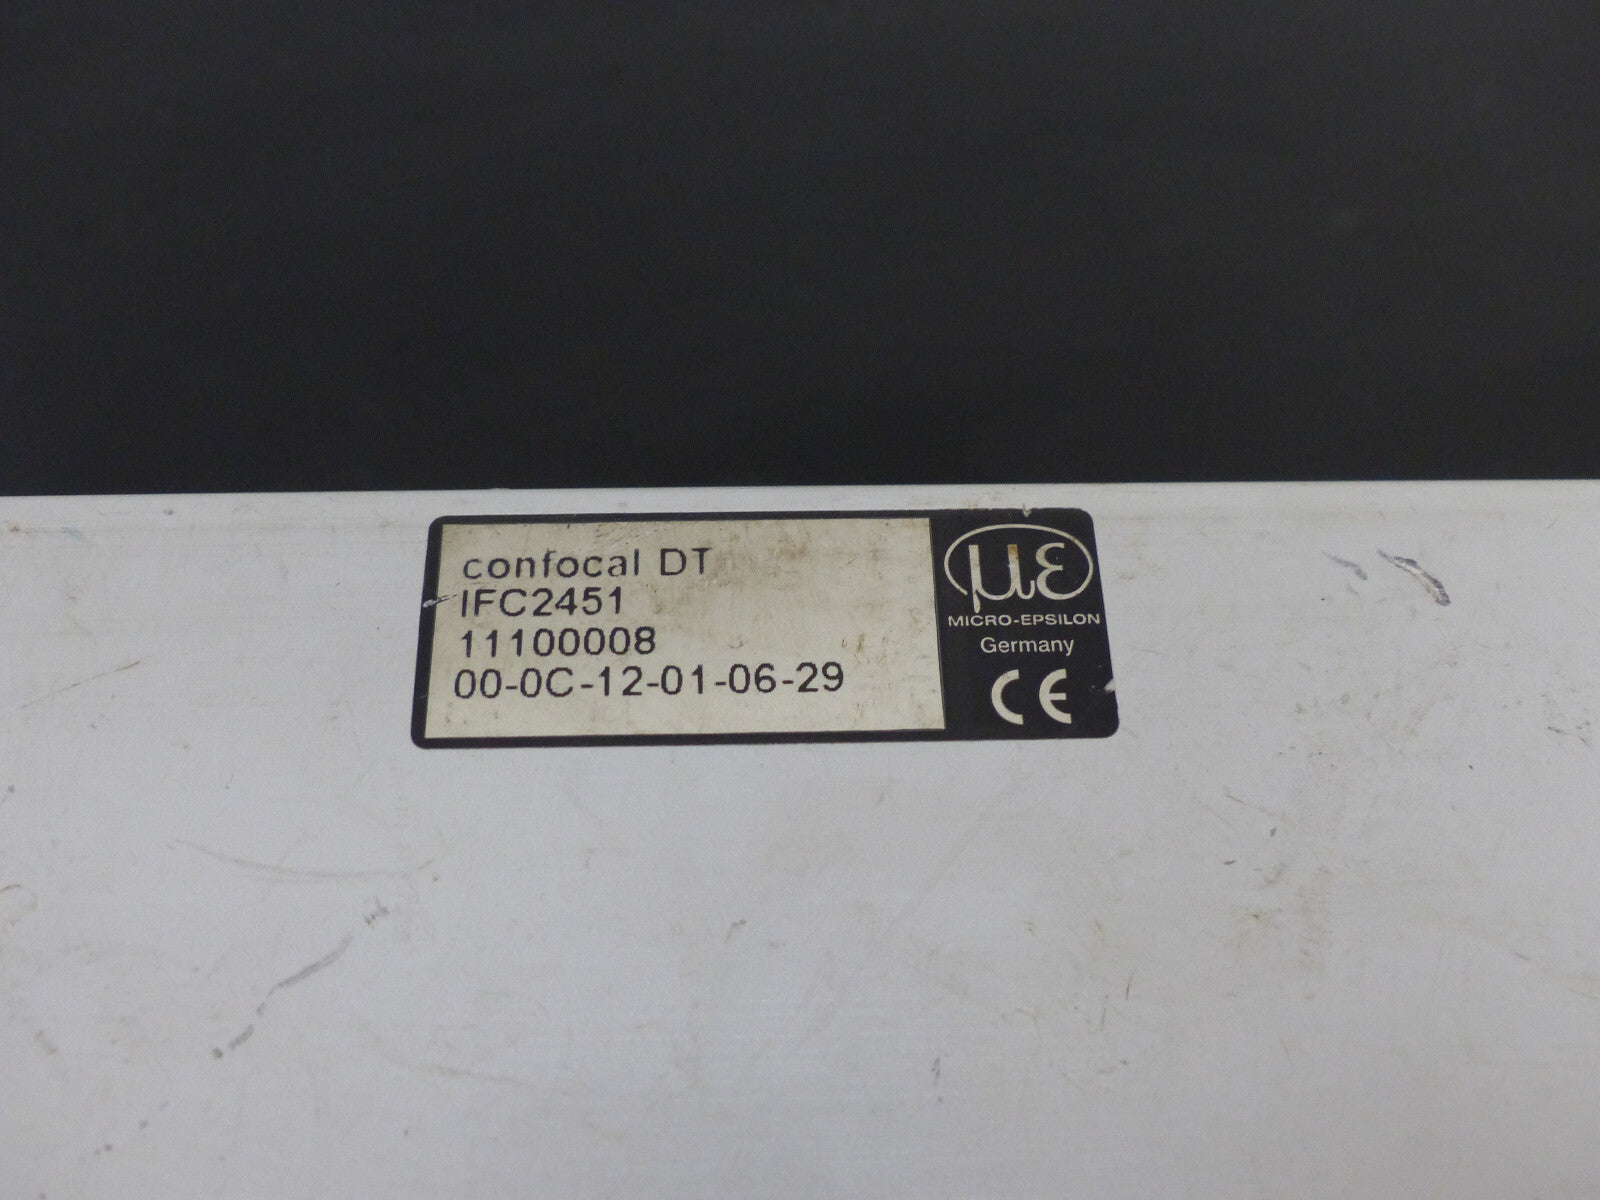 confocal DT
IFC2451
11100008
00-0C-12-01-06-29
με
MICRO-EPSILON
Germany
CE